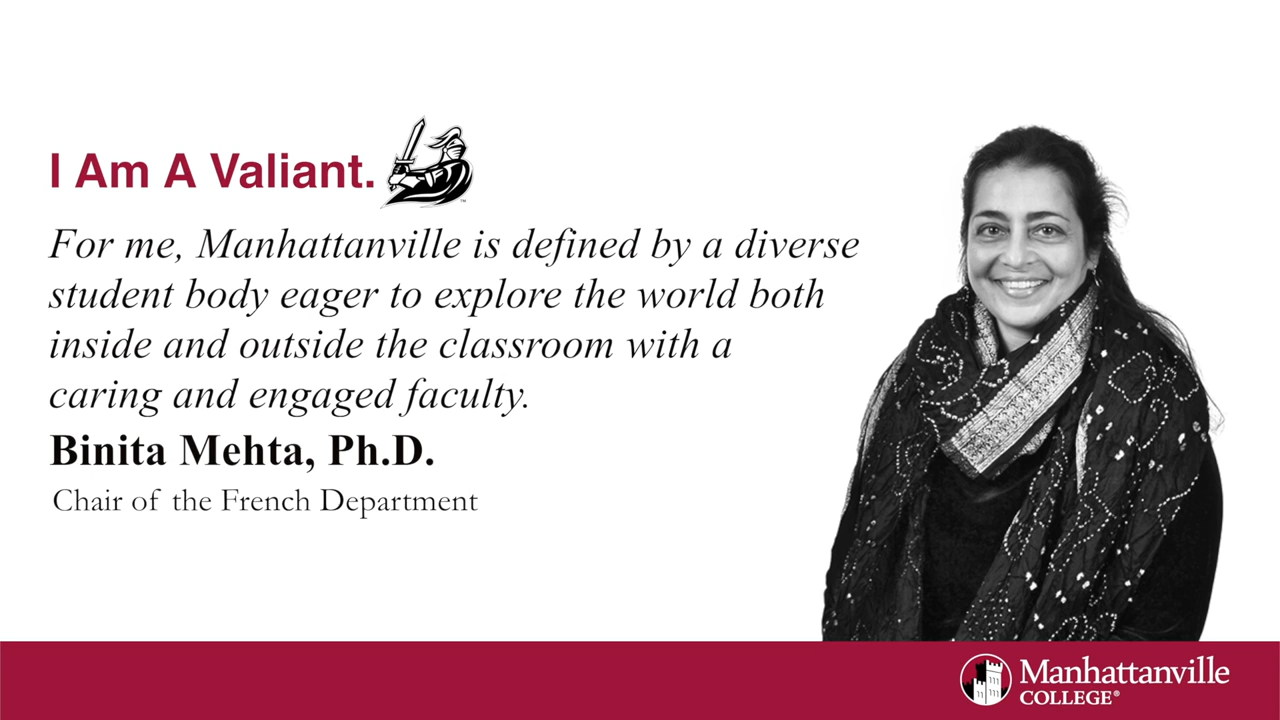 I Am A Valiant.
For me, Manhattanville is defined by a diverse
student body eager to explore the world both
inside and outside the classroom with a
caring and engaged faculty.
Binita Mehta, Ph.D.
Chair of the French Department
Manhattanville
COLLEGE®